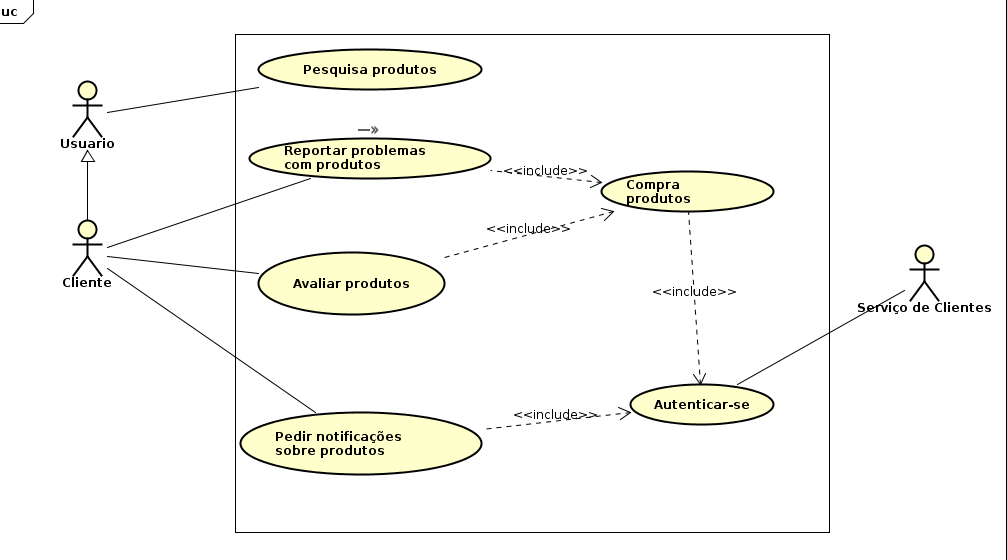 uc
Pesquisa produtos
Usuario
Reportar problemas
com produtos
<<include>>
Compra
produtos
<<include>>
Cliente
Avaliar produtos
<<include>>
Serviço de Clientes
Autenticar-se
<<include>>
Pedir notificações
sobre produtos